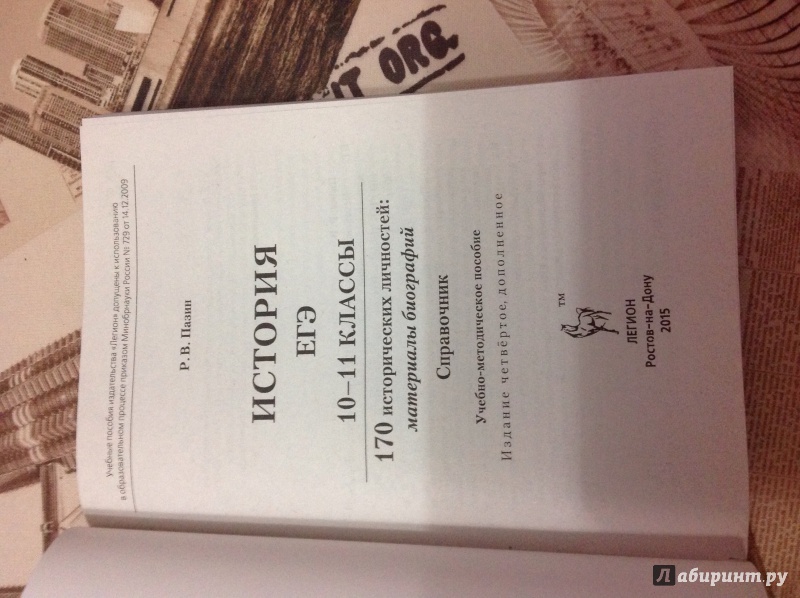 Учебные пособия издательства «Легион» допущены к использованию
в образовательном процессе приказом Минобрнауки России № 729 от 14.12.2009
Р. В. Пазин
ИСТОРИЯ
ЕГЭ
10–11 КЛАССЫ
170 исторических личностей:
материалы биографий
Справочник
Учебно-методическое пособие
Издание четвёртое, дополненное
TM
ЛЕГИОН
Ростов-на-Дону
2015
ORG.
Лабиринт.ру